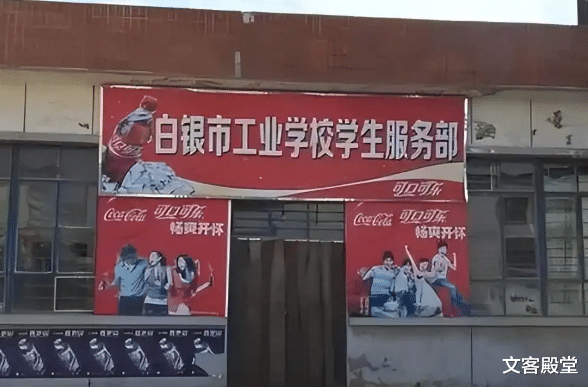 白银市工业学校学生服务部
可口可乐
Coca-Cola 可口可乐
畅爽开怀
Coca-Cola 可口可乐
畅爽开怀
文客殿堂